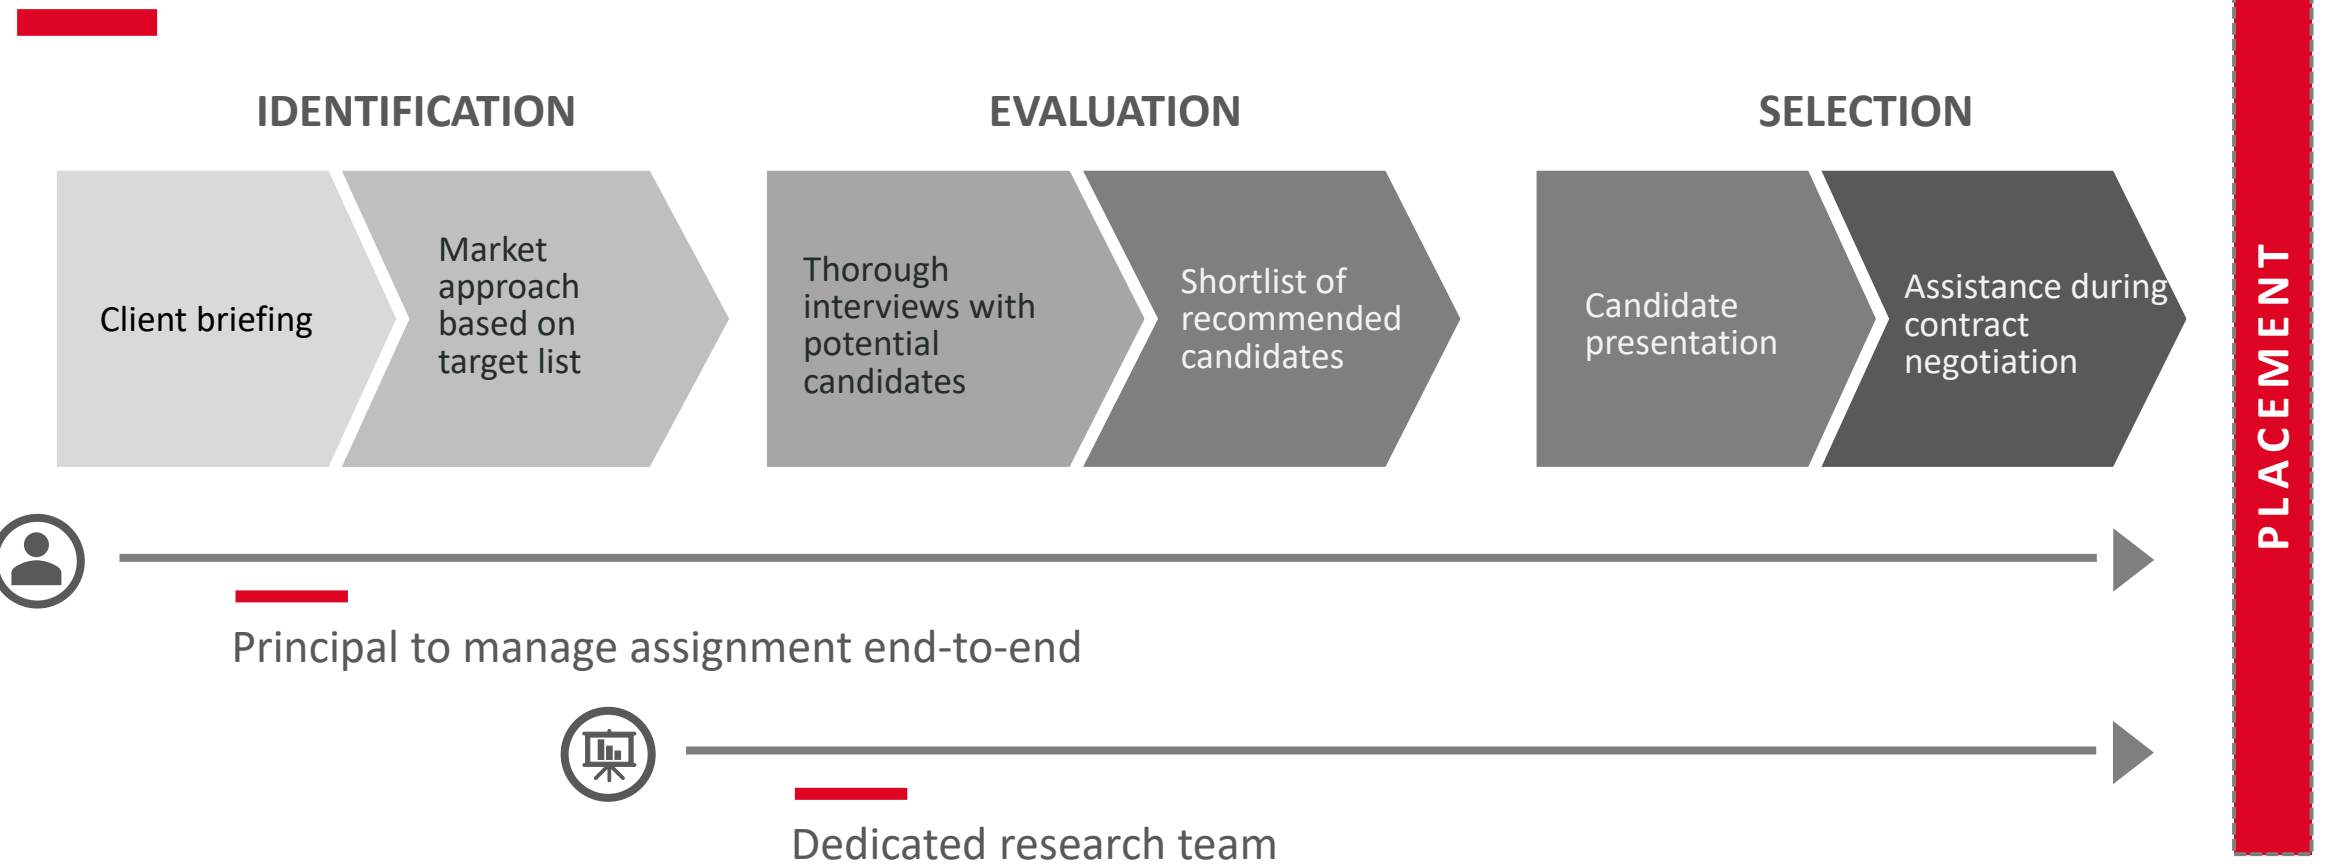 IDENTIFICATION
EVALUATION
SELECTION
Client briefing
Market
approach
based on
target list
Thorough
interviews with
potential
candidates
Shortlist of
recommended
candidates
Candidate
presentation
Assistance during
contract
negotiation
PLACEMENT
Principal to manage assignment end-to-end
Dedicated research team